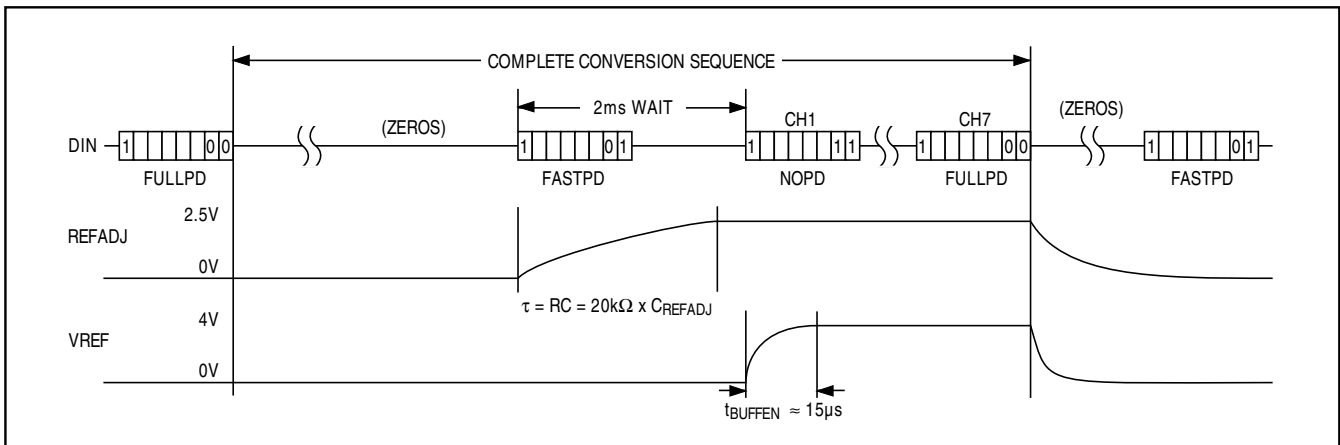 COMPLETE CONVERSION SEQUENCE
2ms WAIT
(ZEROS)
(ZEROS)
CH1
CH7
DIN
1 0 0
1 0 1
1 1 1
1 0 0
1 0 1
FULLPD
FASTPD
NOPD
FULLPD
FASTPD
2.5V
REFADJ
0V
τ = RC = 20kΩ x CREFADJ
4V
VREF
0V
tBUFFEN ≈ 15µs